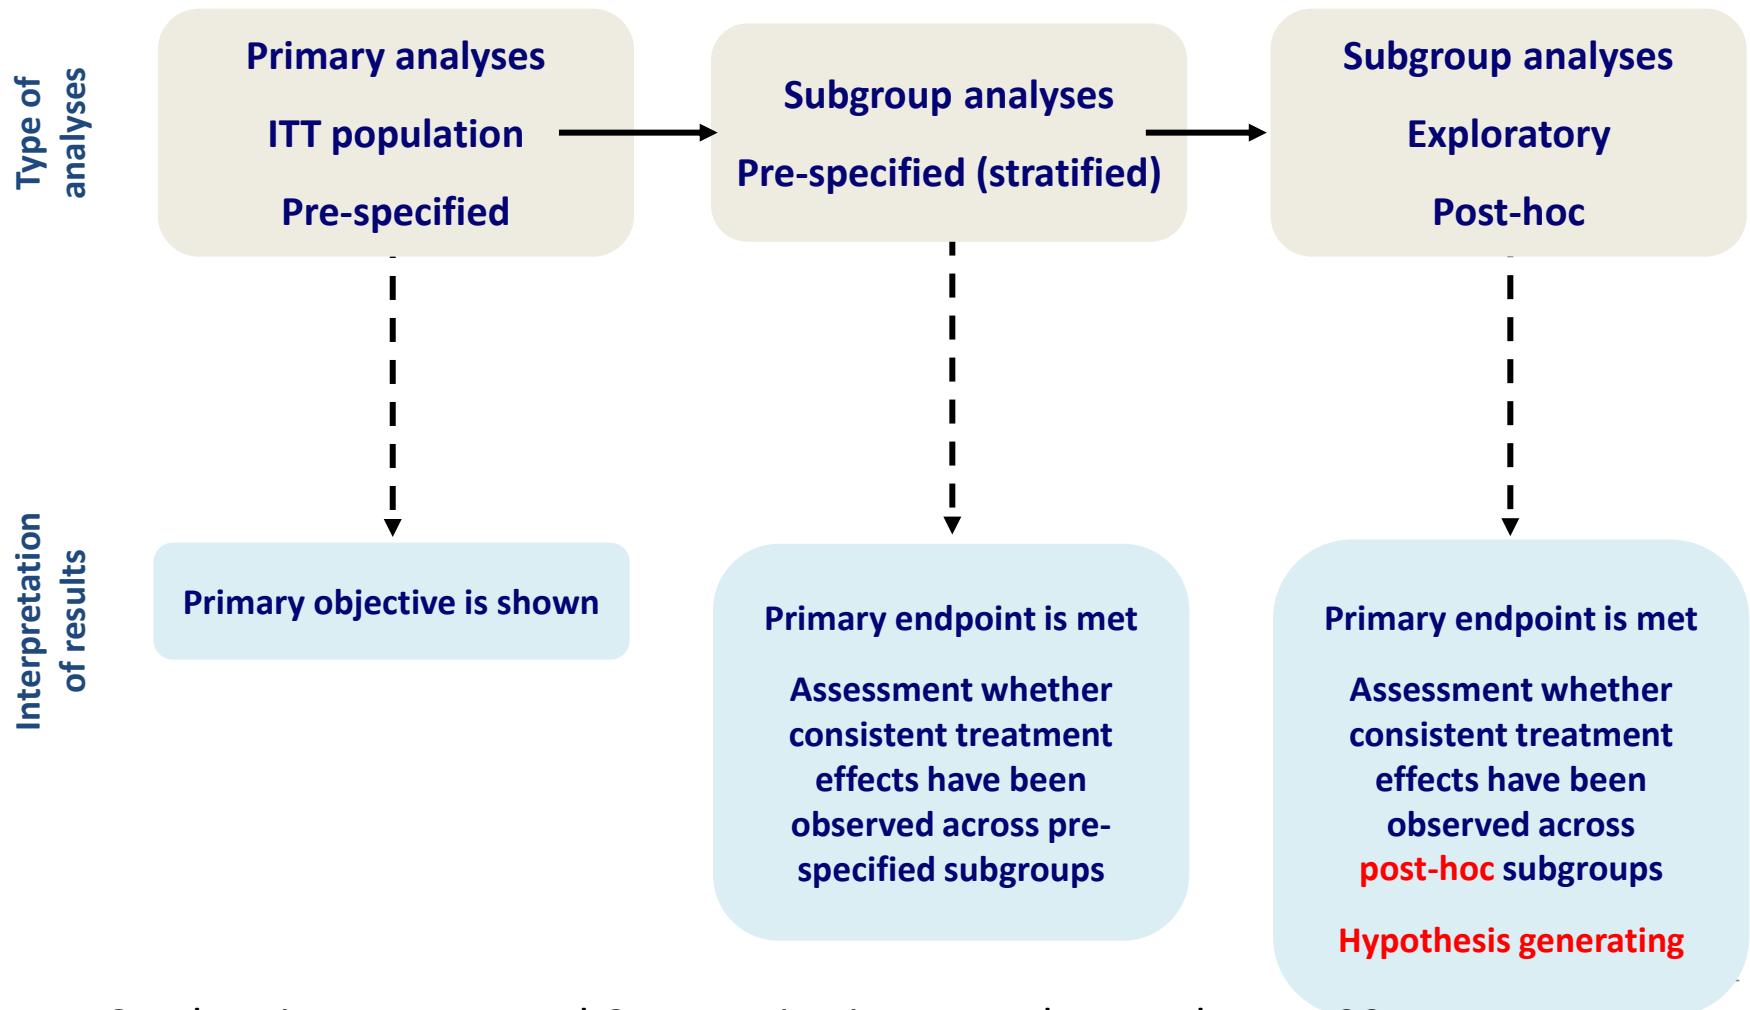 Type of
analyses
Primary analyses
ITT population
Pre-specified
Subgroup analyses
Pre-specified (stratified)
Subgroup analyses
Exploratory
Post-hoc
Interpretation
of results
Primary objective is shown
Primary endpoint is met
Assessment whether
consistent treatment
effects have been
observed across pre-
specified subgroups
Primary endpoint is met
Assessment whether
consistent treatment
effects have been
observed across
post-hoc subgroups
Hypothesis generating